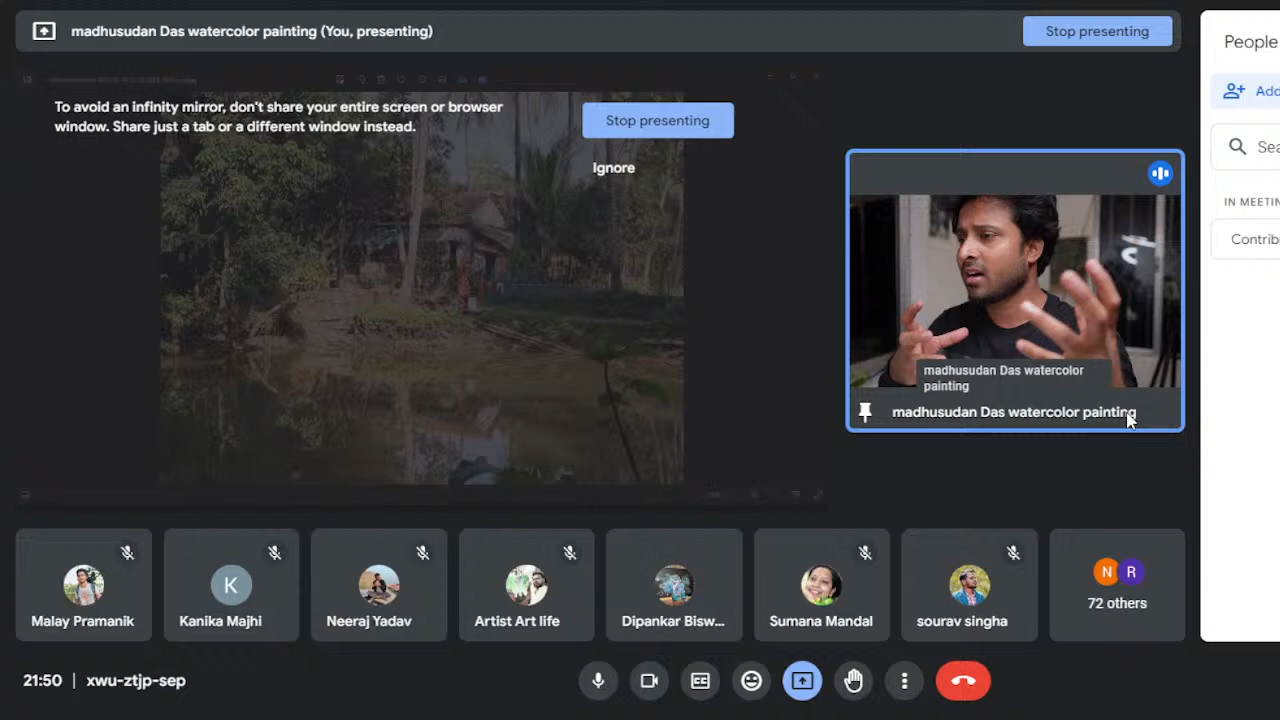 madhusudan Das watercolor painting (You, presenting)
Stop presenting
People
To avoid an infinity mirror, don't share your entire screen or browser
window. Share just a tab or a different window instead.
Stop presenting
Ignore
Add
Sea
IN MEETIN
Contrib
madhusudan Das watercolor
painting
madhusudan Das watercolor painting
Malay Pramanik
K
Kanika Majhi
Neeraj Yadav
Artist Art life
Dipankar Bisw...
Sumana Mandal
sourav singha
N R
72 others
21:50 | xwu-ztjp-sep
CC